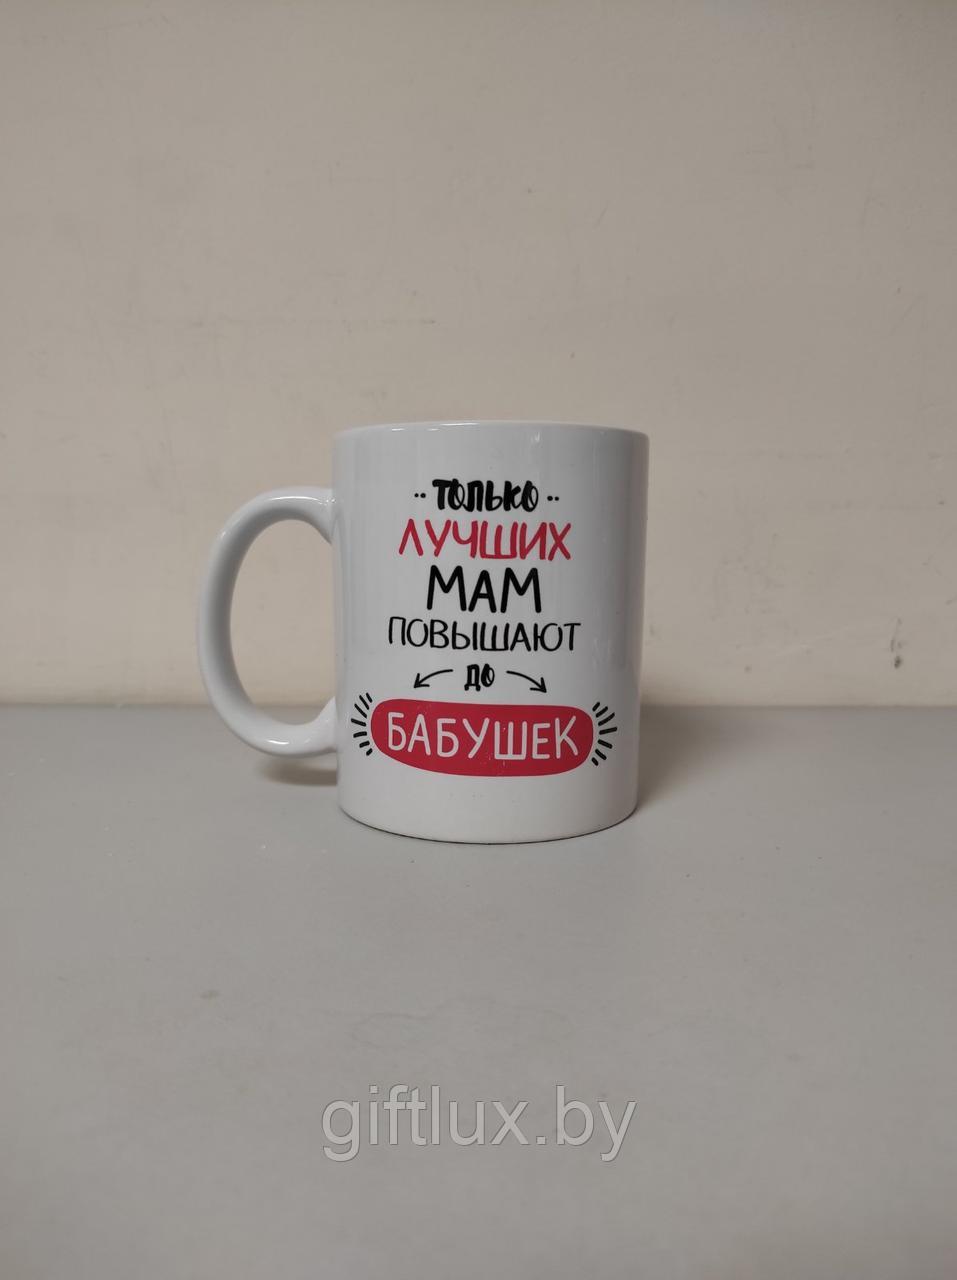 ТОЛЬКО
ЛУЧШИХ
МАМ
ПОВЫШАЮТ
ДО
БАБУШЕК
giftlux.by